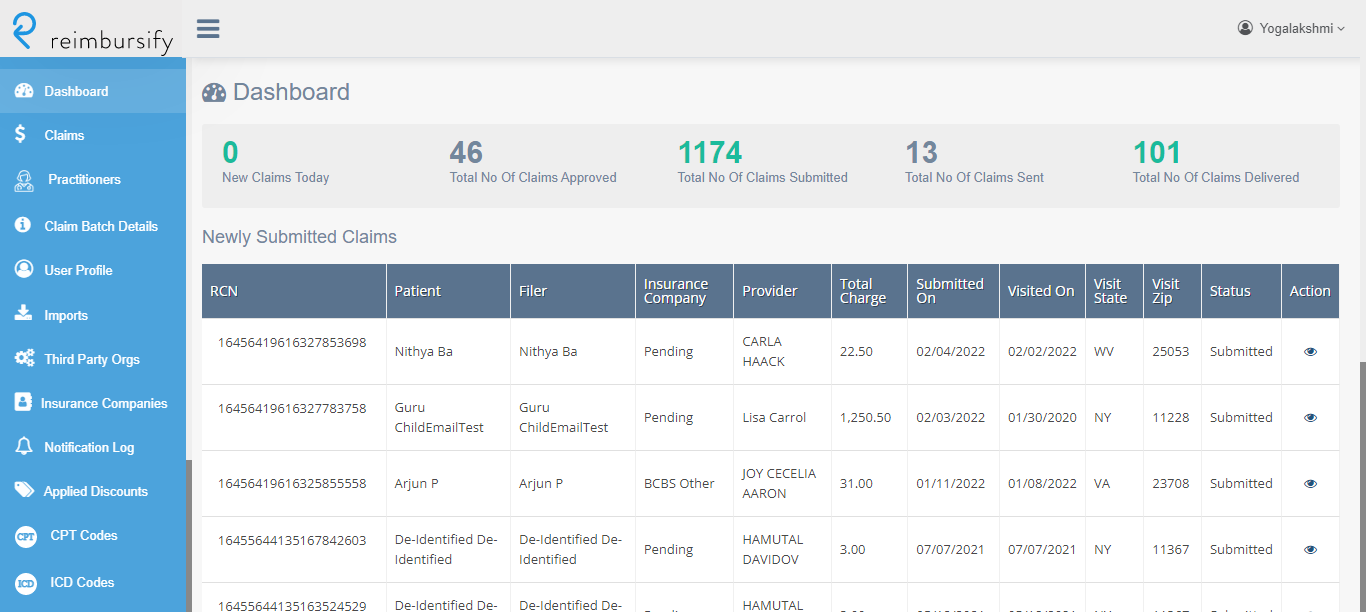 reimbursify
Yogalakshmi
Dashboard
Claims
Practitioners
Claim Batch Details
User Profile
Imports
Third Party Orgs
Insurance Companies
Notification Log
Applied Discounts
CPT CPT Codes
ICD ICD Codes
Dashboard
0 46 1174 13 101
New Claims Today Total No Of Claims Approved Total No Of Claims Submitted Total No Of Claims Sent Total No Of Claims Delivered
Newly Submitted Claims
RCN Patient Filer Insurance Company Provider Total Charge Submitted On Visited On Visit State Visit Zip Status Action
16456419616327853698 Nithya Ba Nithya Ba Pending CARLA HAACK 22.50 02/04/2022 02/02/2022 WV 25053 Submitted
16456419616327783758 Guru ChildEmailTest Guru ChildEmailTest Pending Lisa Carrol 1,250.50 02/03/2022 01/30/2020 NY 11228 Submitted
16456419616325855558 Arjun P Arjun P BCBS Other JOY CECELIA AARON 31.00 01/11/2022 01/08/2022 VA 23708 Submitted
16455644135167842603 De-Identified De-Identified De-Identified De-Identified Pending HAMUTAL DAVIDOV 3.00 07/07/2021 07/07/2021 NY 11367 Submitted
16455644135163524529 De-Identified De- De-Identified De- HAMUTAL